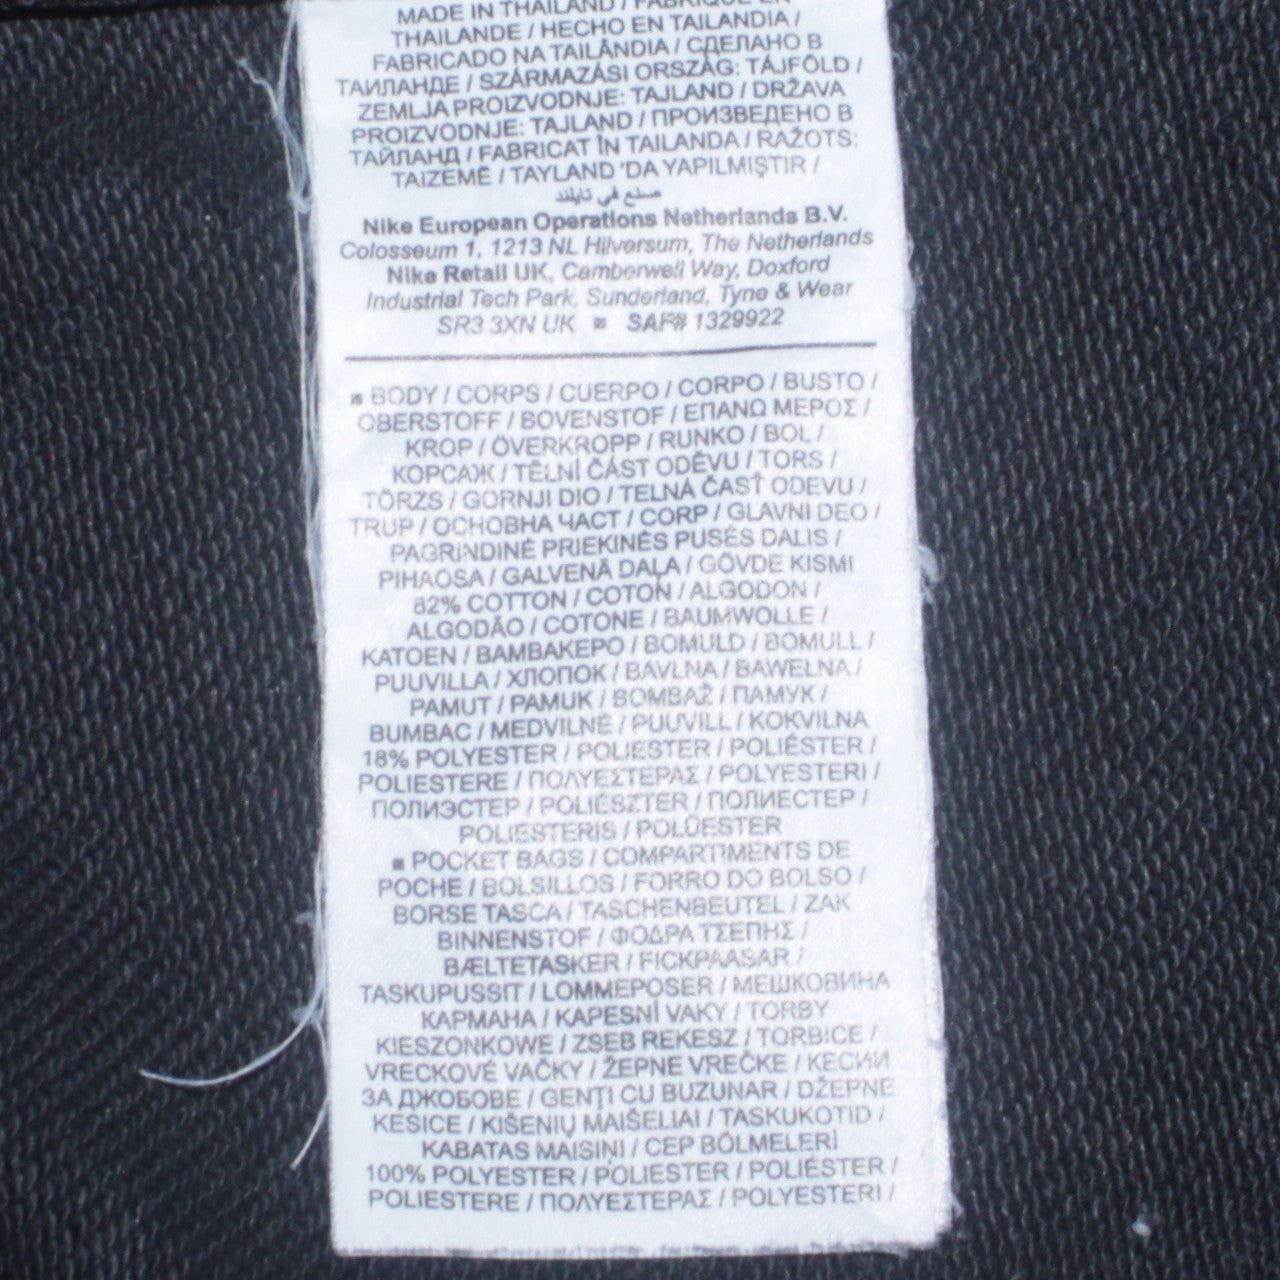 MADE IN THAILAND / FABRIQUÉ EN
THAILANDE / HECHO EN TAILANDIA /
FABRICADO NA TAILÂNDIA / СДЕЛАНО В
ТАИЛАНДЕ / SZÁRMAZÁSI ORSZÁG: TÁJFÖLD /
ZEMLJA PROIZVODNJE: TAJLAND / DRŽAVA
PROIZVODNJE: TAJLAND / ПРОИЗВЕДЕНО В
ТАЙЛАНД / FABRICAT ÎN TAILANDA / RAŽOTS:
TAIZEMĒ / TAYLAND 'DA YAPILMIŞTIR /
صنع في تايلند
Nike European Operations Netherlands B.V.
Colosseum 1, 1213 NL Hilversum, The Netherlands
Nike Retail UK, Camberwell Way, Doxford
Industrial Tech Park, Sunderland, Tyne & Wear
SR3 3XN UK ■ SAF# 1329922
■ BODY / CORPS / CUERPO / CORPO / BUSTO /
OBERSTOFF / BOVENSTOF / ΕΠΑΝΩ ΜΕΡΟΣ /
KROP / ÖVERKROPP / RUNKO / BOL /
КОРСАЖ / TĚLNÍ ČÁST ODĚVU / TORS /
TÖRZS / GORNJI DIO / TELNÁ ČASŤ ODEVU /
TRUP / ОСНОВНА ЧАСТ / CORP / GLAVNI DEO /
PAGRINDINĖ PRIEKINĖS PUSĖS DALIS /
PIHAOSA / GALVENĀ DAĻA / GÖVDE KISMI
82% COTTON / COTON / ALGODON /
ALGODÃO / COTONE / BAUMWOLLE /
KATOEN / ΒΑΜΒΑΚΕΡΟ / BOMULD / BOMULL /
PUUVILLA / ХЛОПОК / BAVLNA / BAWEŁNA /
PAMUT / PAMUK / BOMBAŽ / ПАМУК /
BUMBAC / MEDVILNĖ / PUUVILL / KOKVILNA
18% POLYESTER / POLIESTER / POLIÉSTER /
POLIESTERE / ΠΟΛΥΕΣΤΕΡΑΣ / POLYESTERI /
ПОЛИЭСТЕР / POLIÉSZTER / ПОЛИЕСТЕР /
POLIESTERIS / POLÜESTER
■ POCKET BAGS / COMPARTIMENTS DE
POCHE / BOLSILLOS / FORRO DO BOLSO /
BORSE TASCA / TASCHENBEUTEL / ZAK
BINNENSTOF / ΦΟΔΡΑ ΤΣΕΠΗΣ /
BÆLTETASKER / FICKPAASAR /
TASKUPUSSIT / LOMMEPOSER / МЕШКОВИНА
КАРМАНА / KAPESNÍ VAKY / TORBY
KIESZONKOWE / ZSEB REKESZ / TORBICE /
VRECKOVÉ VAČKY / ŽEPNE VREČKE / КЕСИИ
ЗА ДЖОБОВЕ / GENȚI CU BUZUNAR / DŽEPNE
KESICE / KIŠENIŲ MAIŠELIAI / TASKUKOTID /
KABATAS MAISIŅI / CEP BÖLMELERİ
100% POLYESTER / POLIESTER / POLIÉSTER /
POLIESTERE / ΠΟΛΥΕΣΤΕΡΑΣ / POLYESTERI /